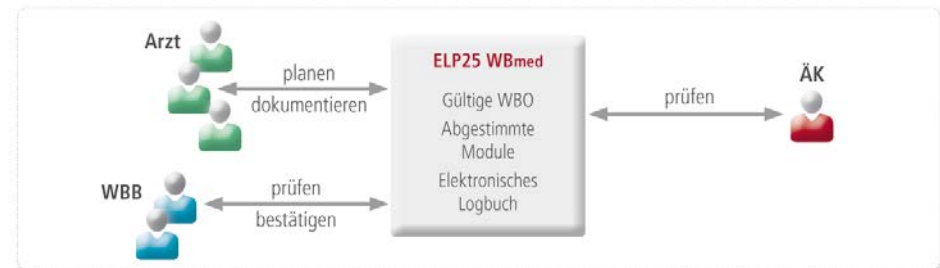 Arzt
planen
dokumentieren
WBB
prüfen
bestätigen
ELP25 WBmed
Gültige WBO
Abgestimmte
Module
Elektronisches
Logbuch
ÄK
prüfen